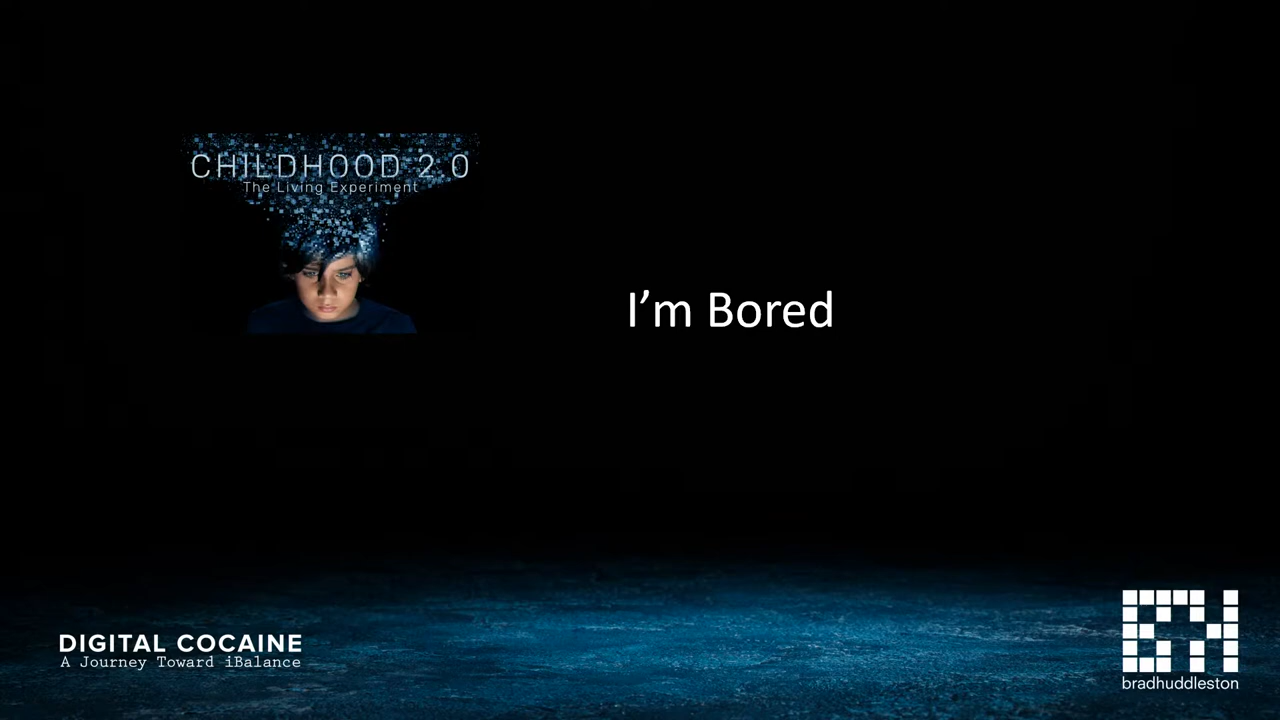 CHILDHOOD 2.0
The Living Experiment
I’m Bored
DIGITAL COCAINE
A Journey Toward iBalance
bradhuddleston